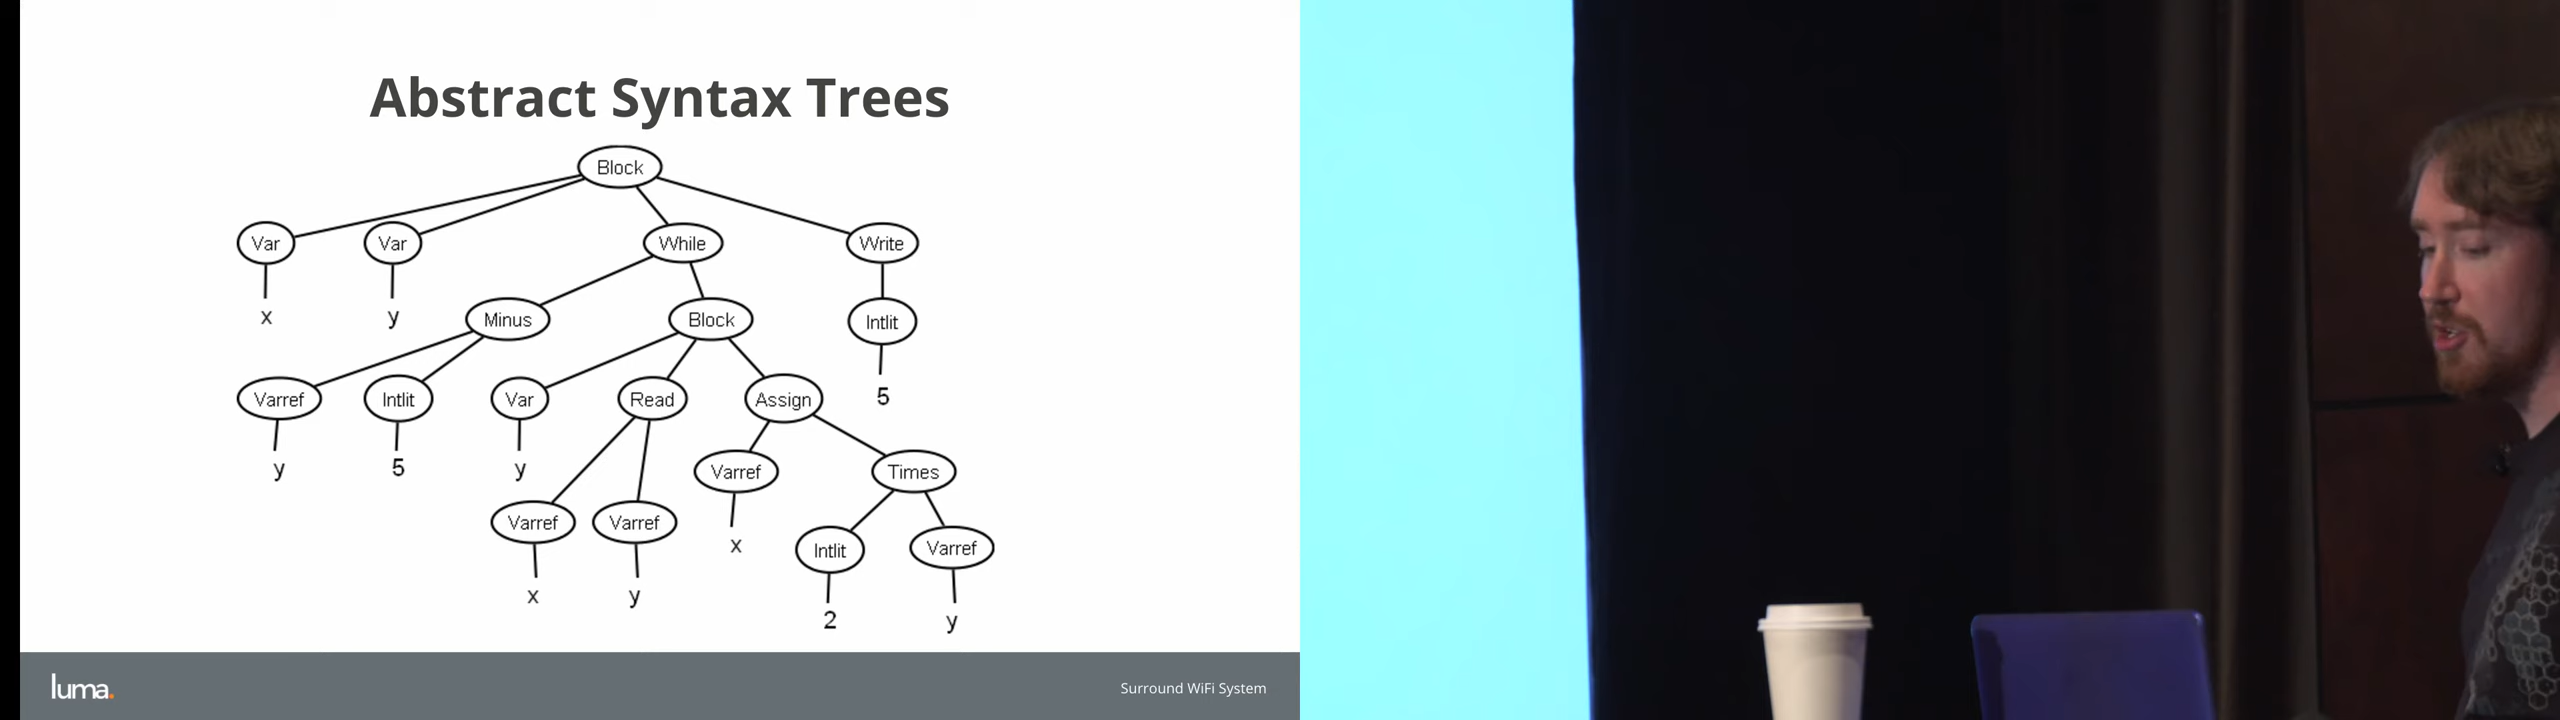 Abstract Syntax Trees
Block
Var Var While Write
x y Minus Block Intlit
Varref Intlit Var Read Assign 5
y 5 y Varref Times
Varref Varref x Intlit Varref
x y 2 y
luma. Surround WiFi System